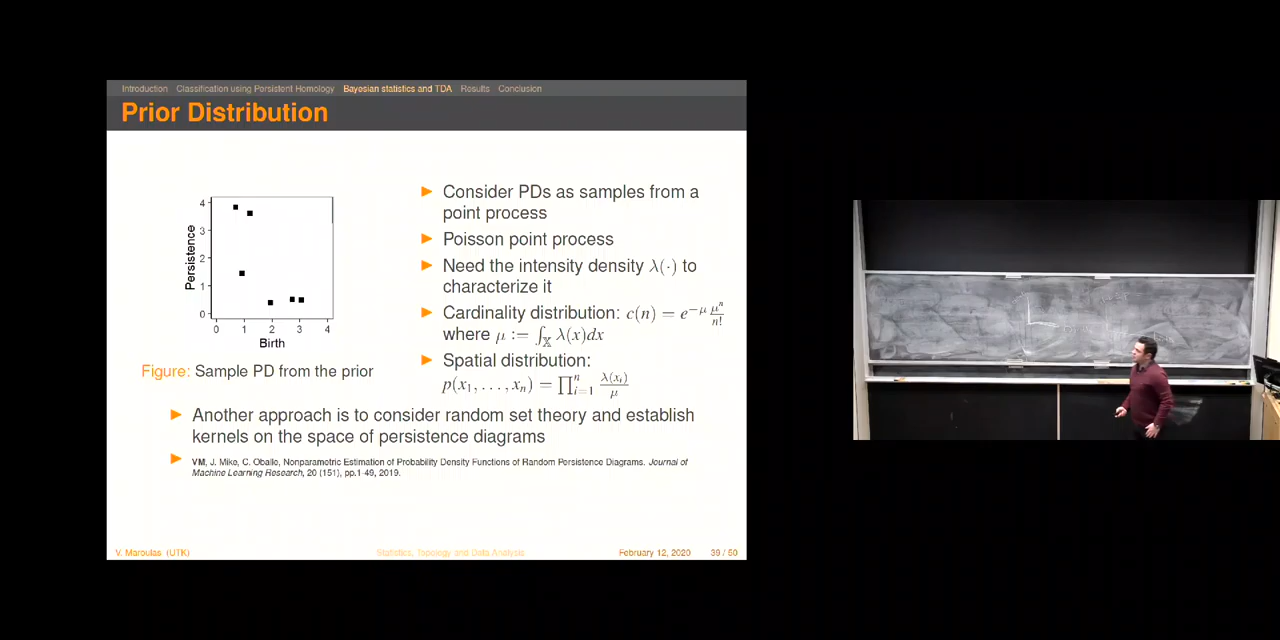 Introduction Classification using Persistent Homology Bayesian statistics and TDA Results Conclusion
Prior Distribution
4
3
2
1
0
Persistence
0 1 2 3 4
Birth
Figure: Sample PD from the prior
Consider PDs as samples from a
point process
Poisson point process
Need the intensity density λ(·) to
characterize it
Cardinality distribution: c(n) = e^{−μ} μ^n/n!
where μ := ∫_𝕏 λ(x)dx
Spatial distribution:
p(x_1, . . . , x_n) = ∏_{i=1}^n λ(x_i)/μ
Another approach is to consider random set theory and establish
kernels on the space of persistence diagrams
VM, J. Mike, C. Oballe, Nonparametric Estimation of Probability Density Functions of Random Persistence Diagrams. Journal of
Machine Learning Research, 20 (151), pp.1-49, 2019.
V. Maroulas (UTK) Statistics, Topology and Data Analysis February 12, 2020 39 / 50